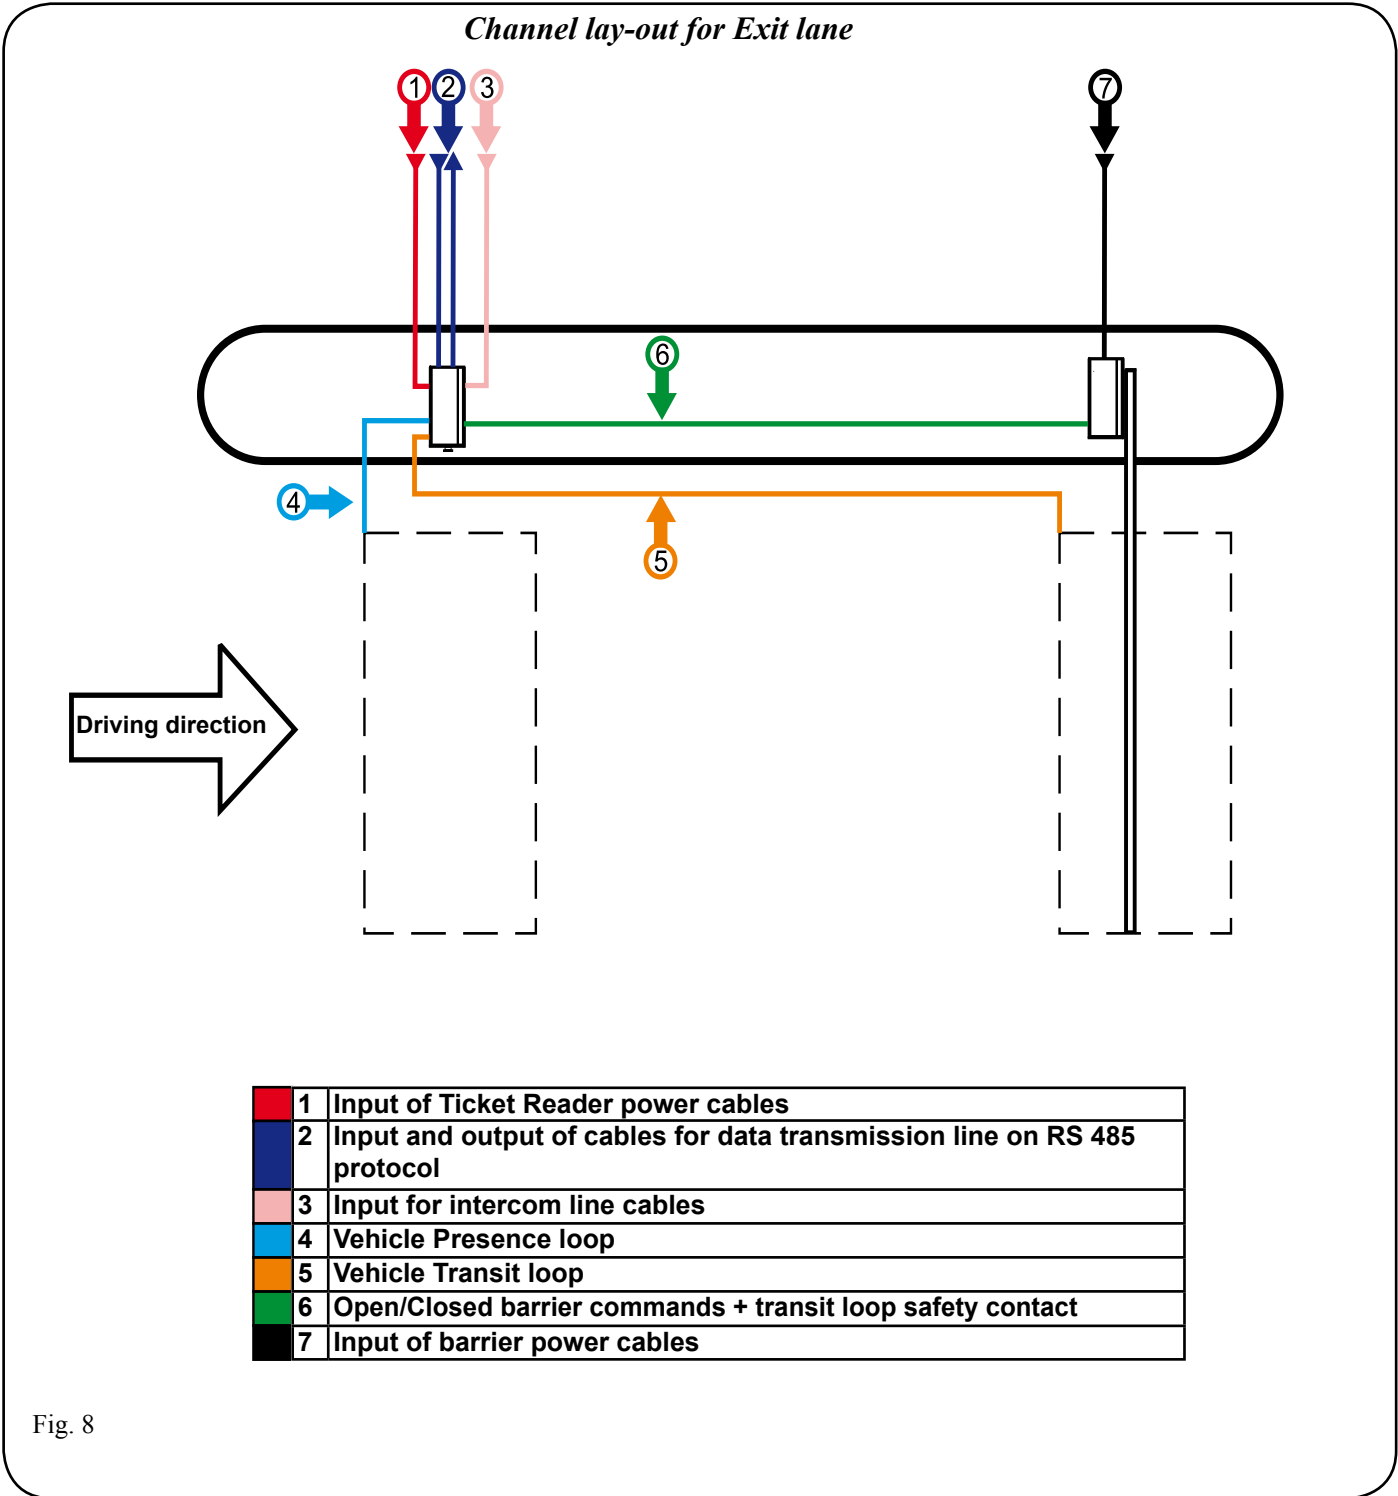 Channel lay-out for Exit lane
1 2 3 7
6
4
5
Driving direction
1 Input of Ticket Reader power cables
2 Input and output of cables for data transmission line on RS 485
protocol
3 Input for intercom line cables
4 Vehicle Presence loop
5 Vehicle Transit loop
6 Open/Closed barrier commands + transit loop safety contact
7 Input of barrier power cables
Fig. 8